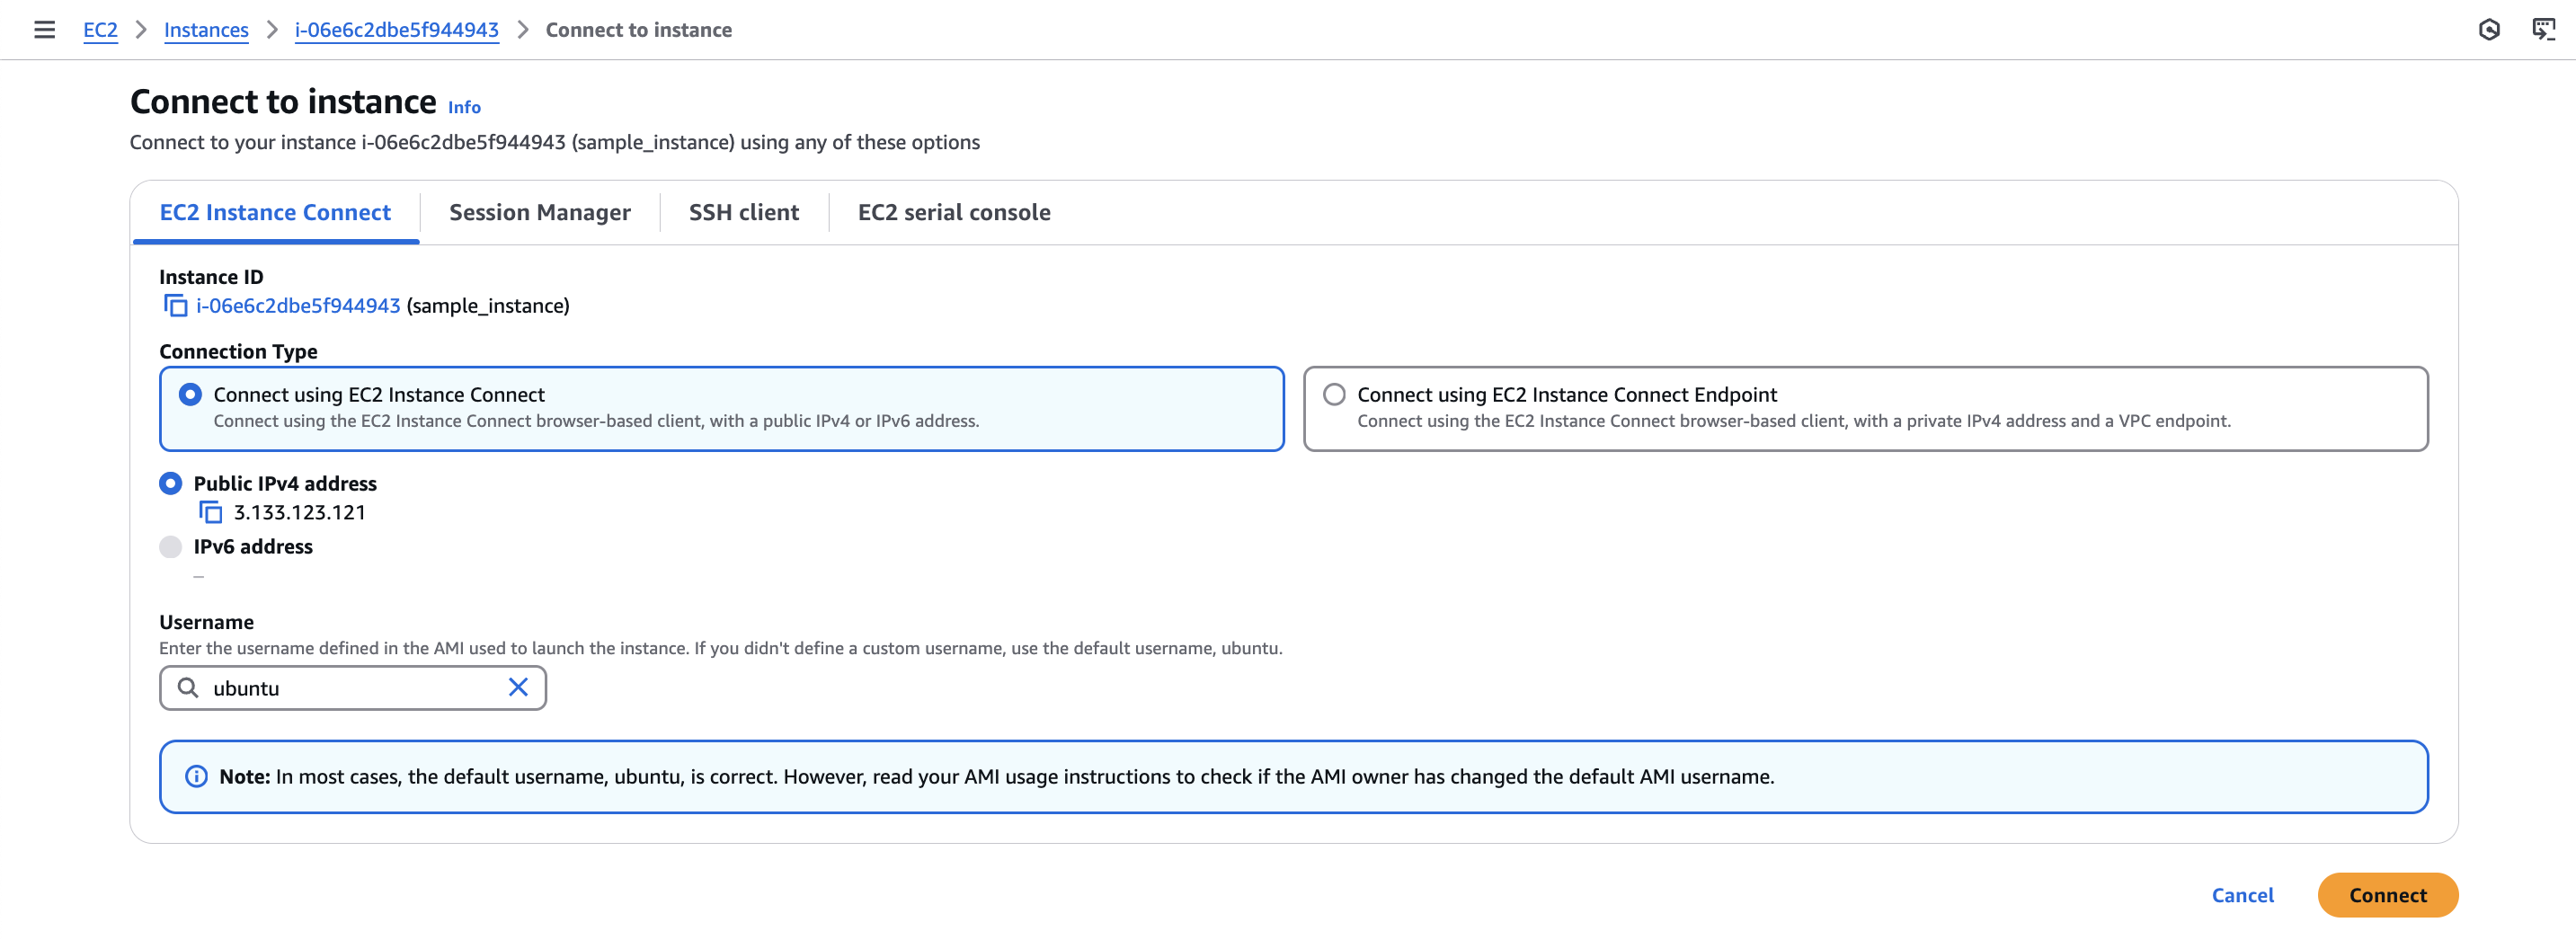 EC2 > Instances > i-06e6c2dbe5f944943 > Connect to instance
Connect to instance Info
Connect to your instance i-06e6c2dbe5f944943 (sample_instance) using any of these options
EC2 Instance Connect Session Manager SSH client EC2 serial console
Instance ID
i-06e6c2dbe5f944943 (sample_instance)
Connection Type
Connect using EC2 Instance Connect
Connect using the EC2 Instance Connect browser-based client, with a public IPv4 or IPv6 address.
Connect using EC2 Instance Connect Endpoint
Connect using the EC2 Instance Connect browser-based client, with a private IPv4 address and a VPC endpoint.
Public IPv4 address
3.133.123.121
IPv6 address
–
Username
Enter the username defined in the AMI used to launch the instance. If you didn't define a custom username, use the default username, ubuntu.
ubuntu
Note: In most cases, the default username, ubuntu, is correct. However, read your AMI usage instructions to check if the AMI owner has changed the default AMI username.
Cancel Connect